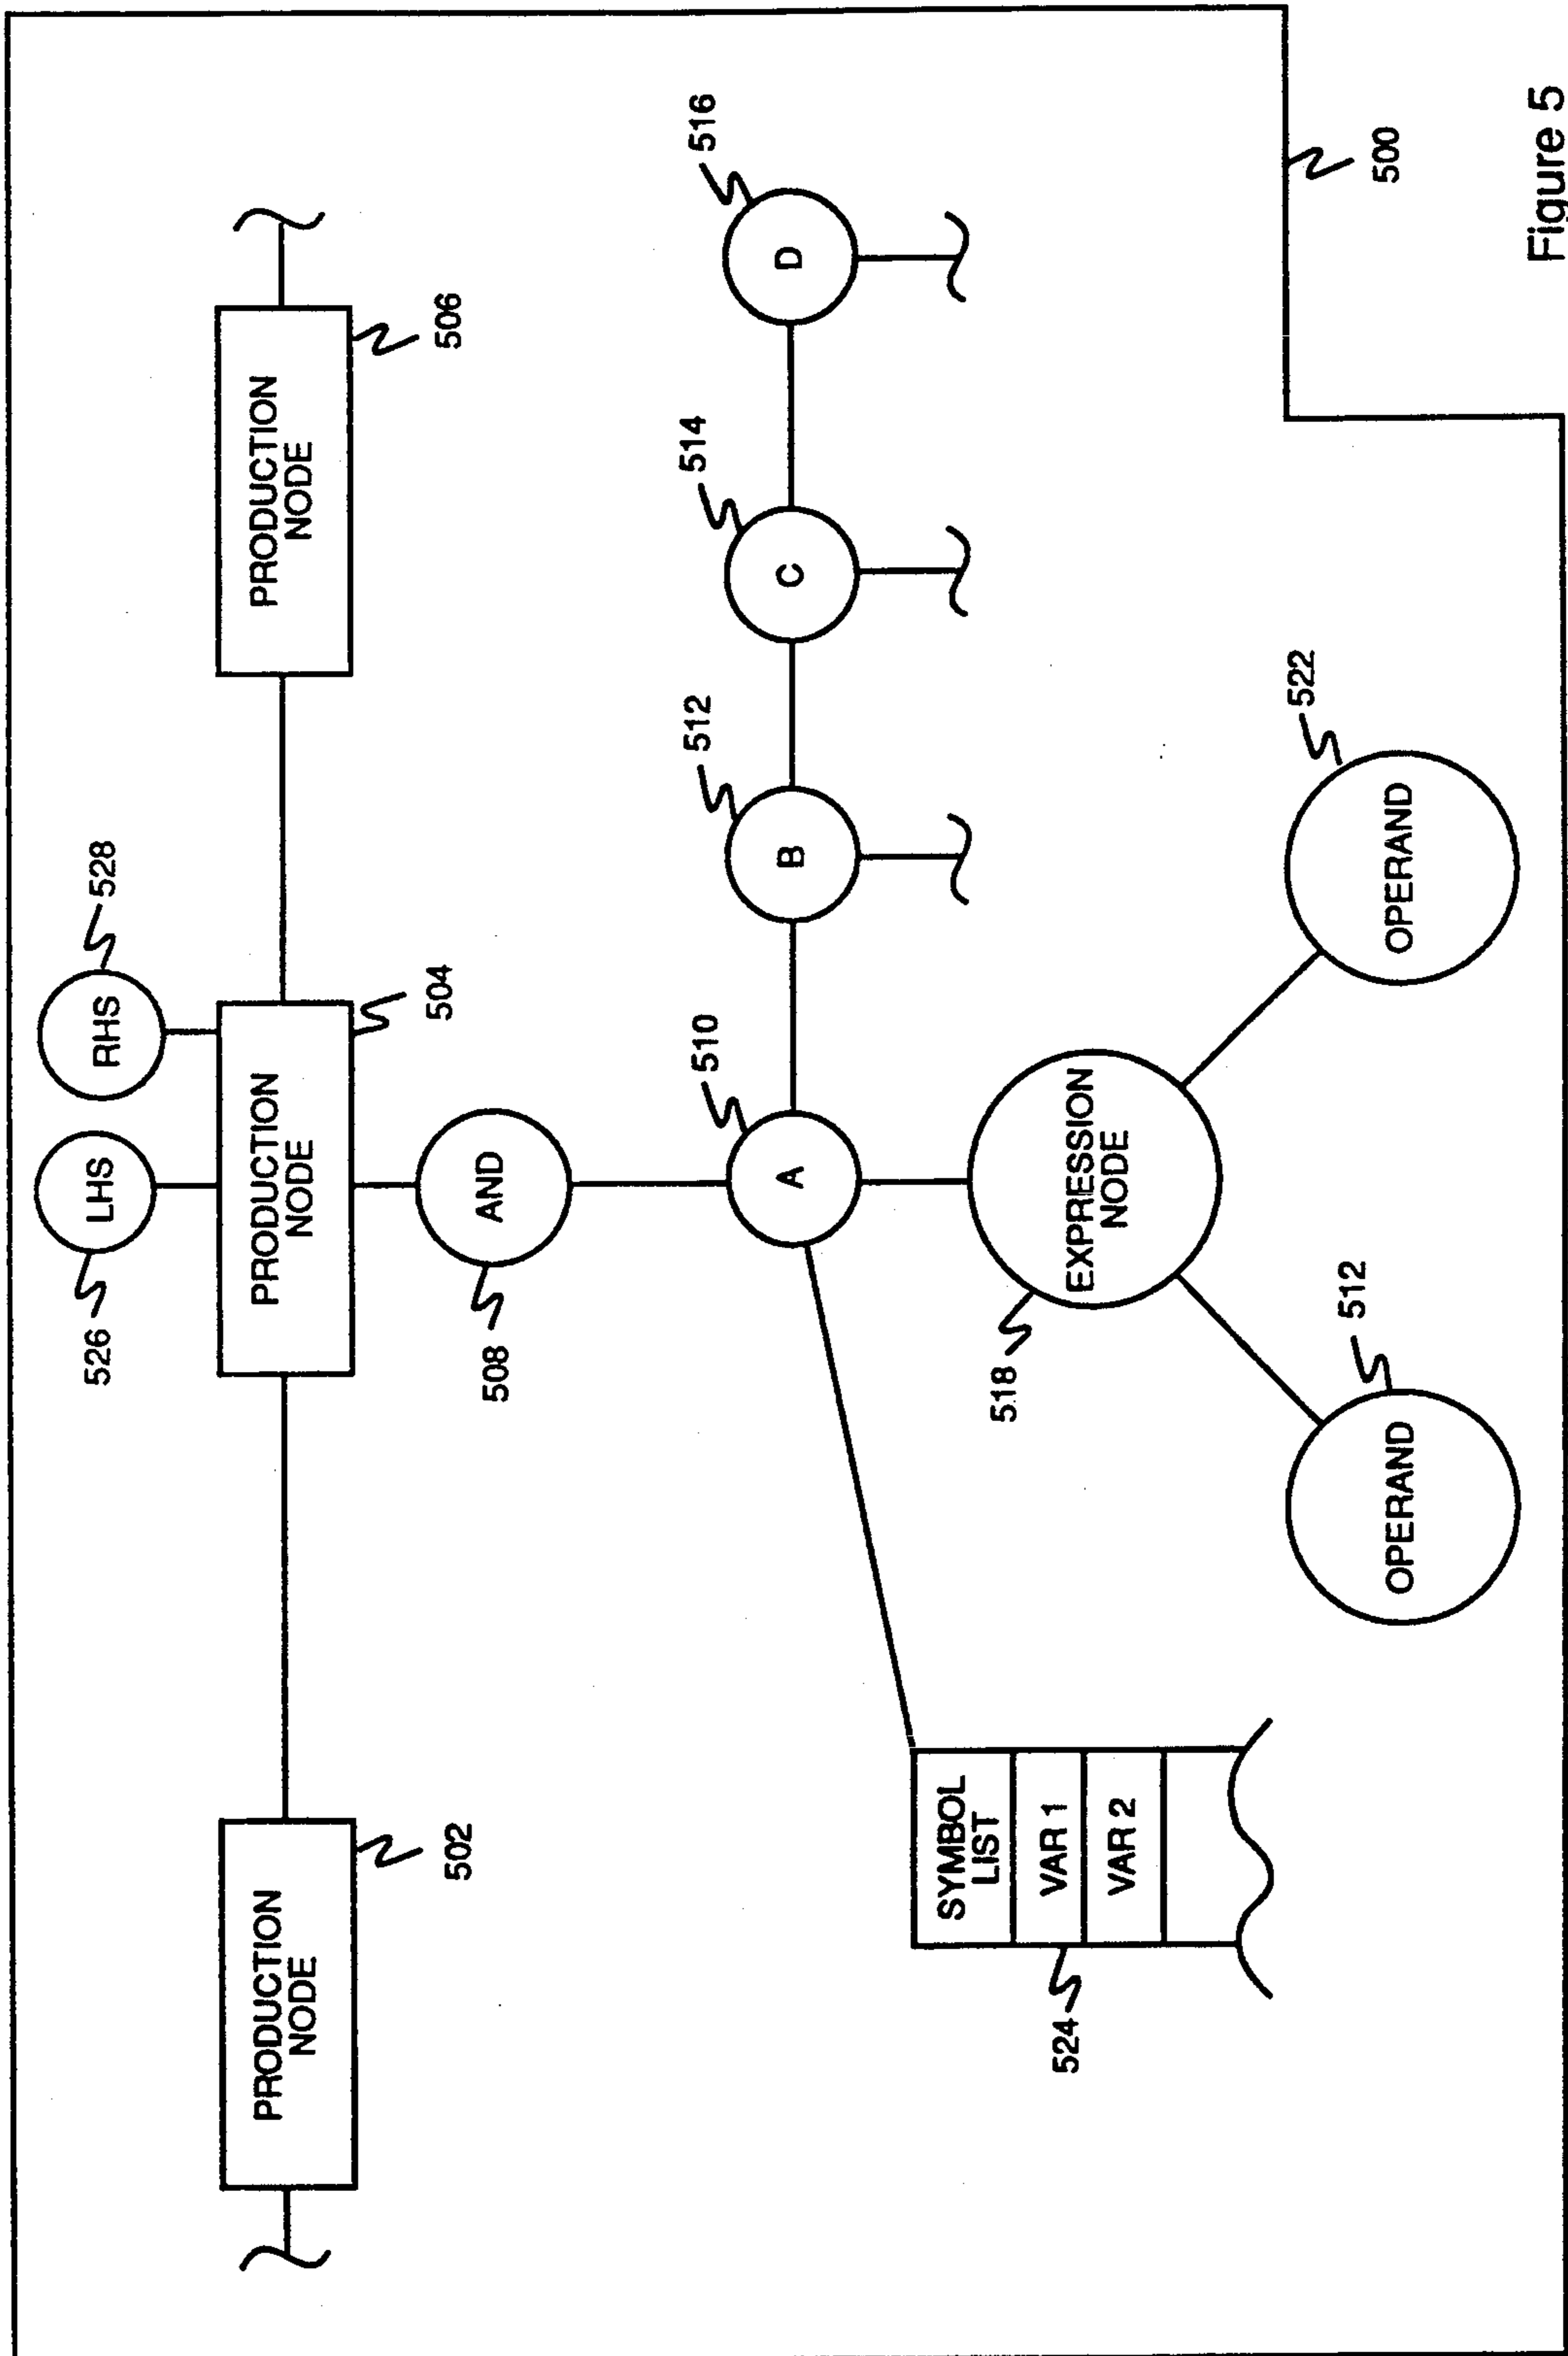 LHS
RHS
526
528
PRODUCTION
NODE
PRODUCTION
NODE
PRODUCTION
NODE
502
504
506
AND
508
510
512
514
516
A
B
C
D
SYMBOL
LIST
VAR 1
VAR 2
524
EXPRESSION
NODE
518
512
522
OPERAND
OPERAND
500
Figure 5